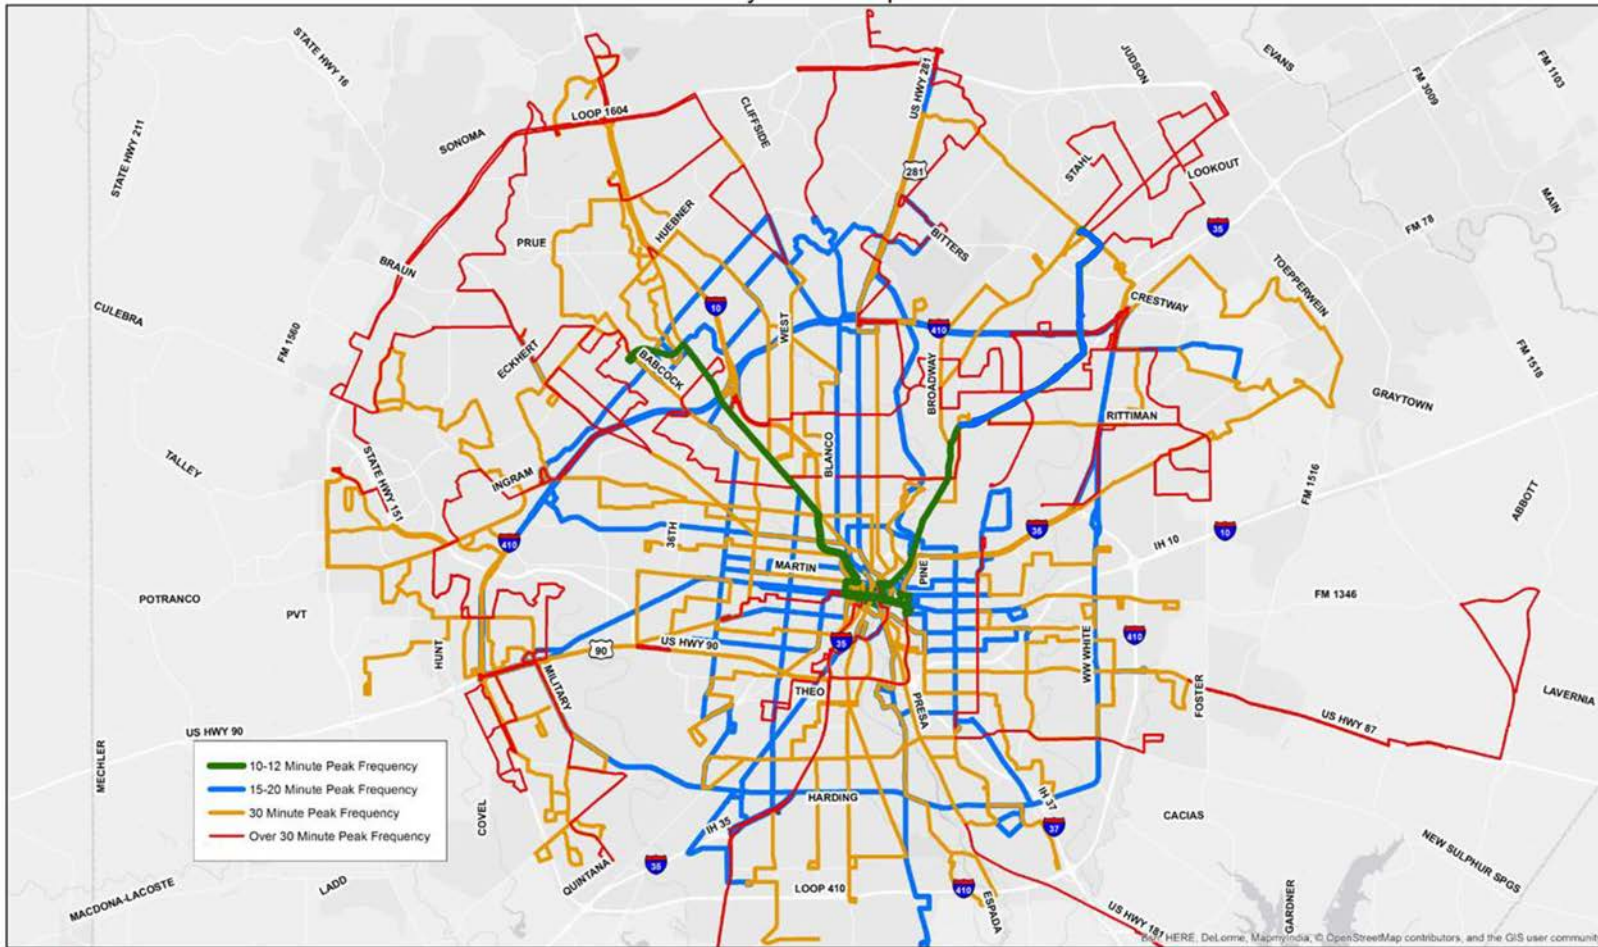 STATE HWY 16
JUDSON
EVANS
FM 3009
FM 1103
US HWY 281
CLIFFSIDE
LOOP 1604
SONOMA
STATE HWY 211
281
STAHL
LOOKOUT
MAIN
FM 78
35
HUEBNER
PRUE
BITTERS
BRAUN
TOEPPERWEIN
CULEBRA
10
CRESTWAY
FM 1560
WEST
410
ECKHERT
BABCOCK
BROADWAY
FM 1518
GRAYTOWN
RITTIMAN
BLANCO
TALLEY
STATE HWY 151
INGRAM
FM 1516
ABBOTT
36TH
410
35
10
IH 10
MARTIN
PINE
POTRANCO
PVT
FM 1346
HUNT
US HWY 90
90
35
WW WHITE
410
MILITARY
THEO
PRESA
FOSTER
LAVERNIA
US HWY 87
US HWY 90
MECHLER
10-12 Minute Peak Frequency
15-20 Minute Peak Frequency
30 Minute Peak Frequency
Over 30 Minute Peak Frequency
COVEL
HARDING
IH 37
IH 35
37
CACIAS
35
QUINTANA
LOOP 410
410
ESPADA
NEW SULPHUR SPGS
MACDONA-LACOSTE
LADD
GARDNER
US HWY 181
HERE, DeLorme, MapmyIndia, © OpenStreetMap contributors, and the GIS user communit